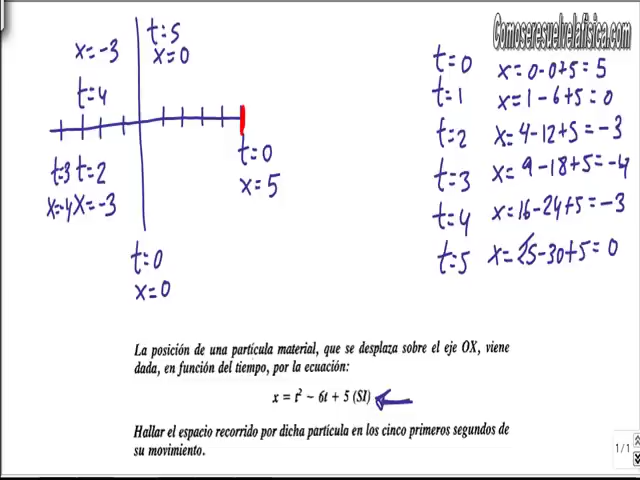 Comoseresuelvelafisica.com
t=5
x=-3 x=0
t=4
t=0
x=5
t=3 t=2
x=-4 x=-3
t=0
x=0
t=0 x=0-0+5=5
t=1 x=1-6+5=0
t=2 x=4-12+5=-3
t=3 x=9-18+5=-4
t=4 x=16-24+5=-3
t=5 x=25-30+5=0
La posición de una partícula material, que se desplaza sobre el eje OX, viene
dada, en función del tiempo, por la ecuación:
x = t² − 6t + 5 (SI)
Hallar el espacio recorrido por dicha partícula en los cinco primeros segundos de
su movimiento.
1/1